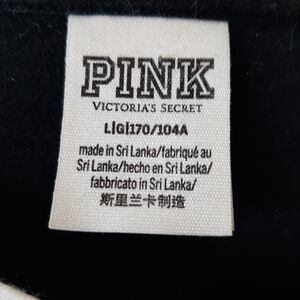 PINK
VICTORIA'S SECRET
L|G|170/104A
made in Sri Lanka/fabriqué au
Sri Lanka/hecho en Sri Lanka/
fabbricato in Sri Lanka/
斯里兰卡制造